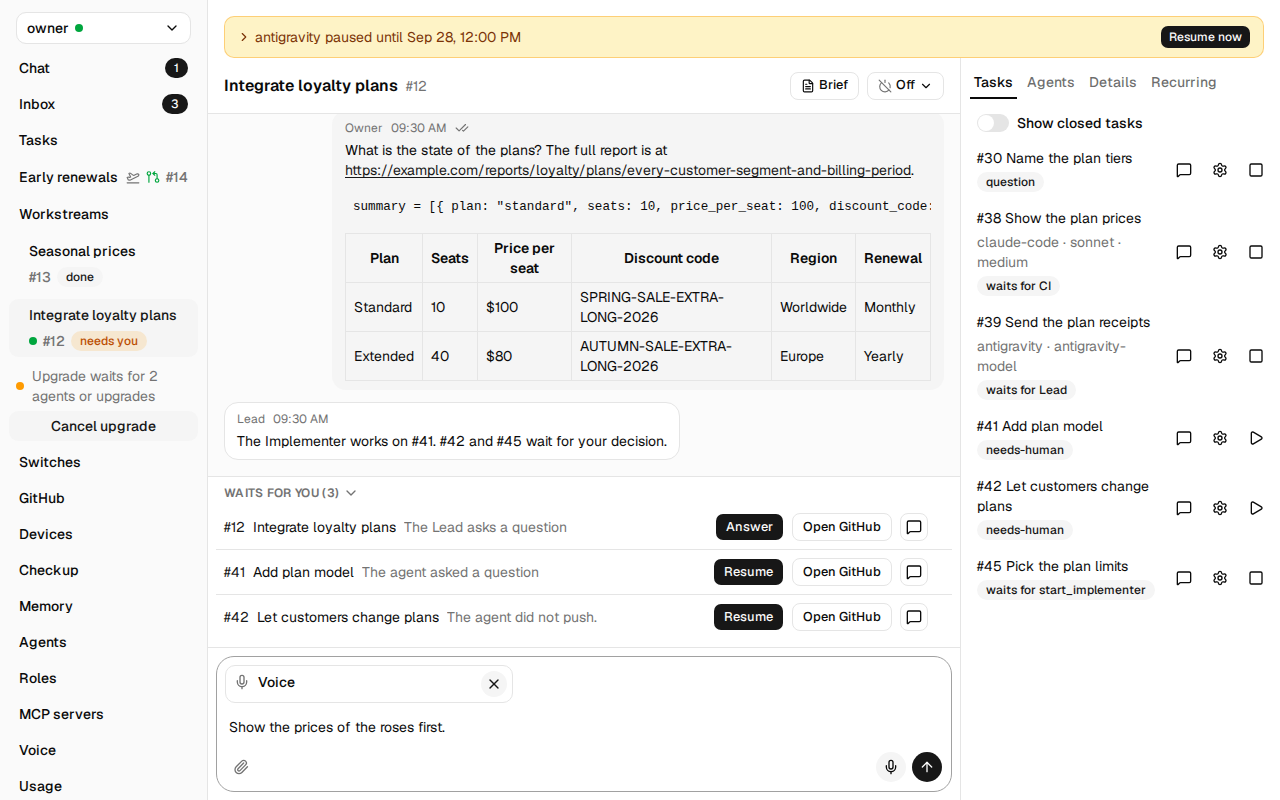 owner
Chat 1
Inbox 3
Tasks
Early renewals #14
Workstreams
Seasonal prices
#13 done
Integrate loyalty plans
#12 needs you
Upgrade waits for 2
agents or upgrades
Cancel upgrade
Switches
GitHub
Devices
Checkup
Memory
Agents
Roles
MCP servers
Voice
Usage
antigravity paused until Sep 28, 12:00 PM
Resume now
Integrate loyalty plans #12
Brief
Off
Owner 09:30 AM
What is the state of the plans? The full report is at
https://example.com/reports/loyalty/plans/every-customer-segment-and-billing-period.
summary = [{ plan: "standard", seats: 10, price_per_seat: 100, discount_code:
Plan Seats Price per seat Discount code Region Renewal
Standard 10 $100 SPRING-SALE-EXTRA-LONG-2026 Worldwide Monthly
Extended 40 $80 AUTUMN-SALE-EXTRA-LONG-2026 Europe Yearly
Lead 09:30 AM
The Implementer works on #41. #42 and #45 wait for your decision.
WAITS FOR YOU (3)
#12 Integrate loyalty plans The Lead asks a question Answer Open GitHub
#41 Add plan model The agent asked a question Resume Open GitHub
#42 Let customers change plans The agent did not push. Resume Open GitHub
Voice
Show the prices of the roses first.
Tasks Agents Details Recurring
Show closed tasks
#30 Name the plan tiers
question
#38 Show the plan prices
claude-code · sonnet ·
medium
waits for CI
#39 Send the plan receipts
antigravity · antigravity-
model
waits for Lead
#41 Add plan model
needs-human
#42 Let customers change
plans
needs-human
#45 Pick the plan limits
waits for start_implementer